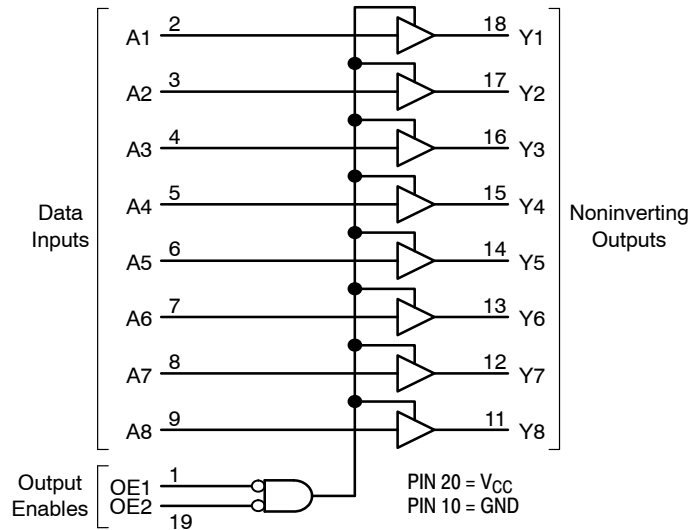 A1 2 18 Y1
A2 3 17 Y2
A3 4 16 Y3
A4 5 15 Y4
Data
Inputs
Noninverting
Outputs
A5 6 14 Y5
A6 7 13 Y6
A7 8 12 Y7
A8 9 11 Y8
Output
Enables
OE1 1
OE2 19
PIN 20 = VCC
PIN 10 = GND